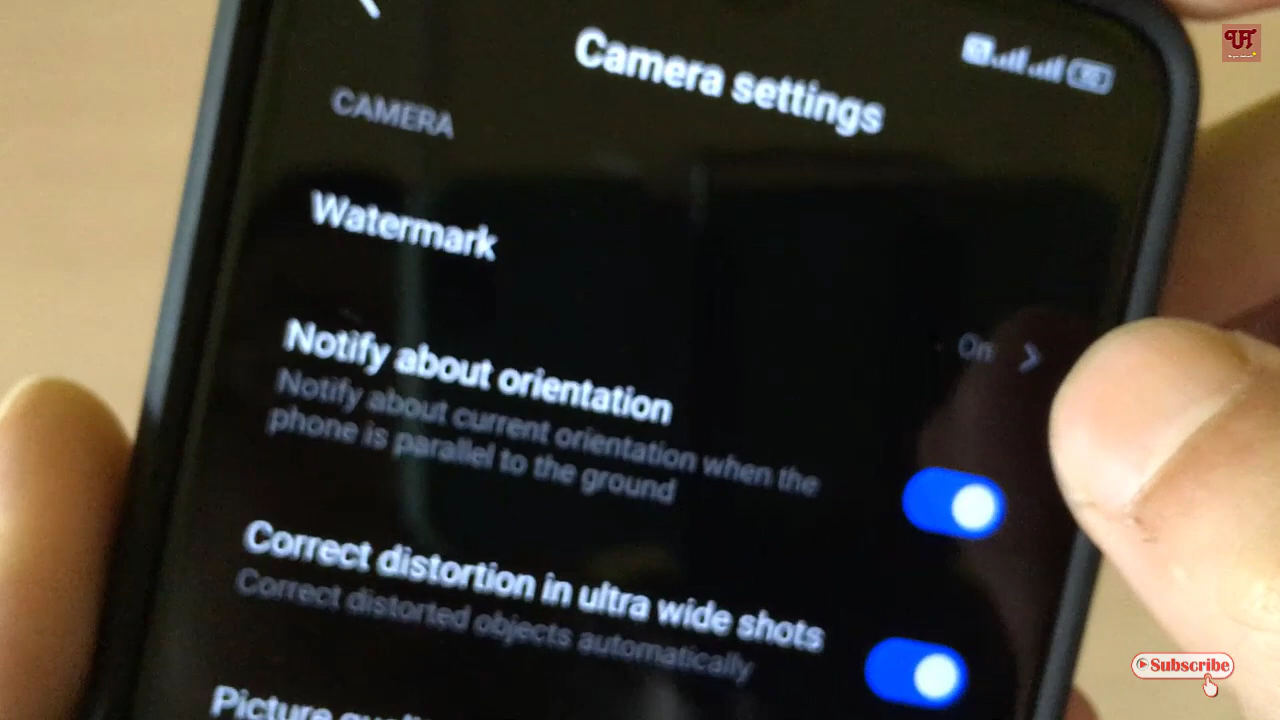 Camera settings
CAMERA
Watermark
On
Notify about orientation
Notify about current orientation when the
phone is parallel to the ground
Correct distortion in ultra wide shots
Correct distorted objects automatically
Picture
Subscribe